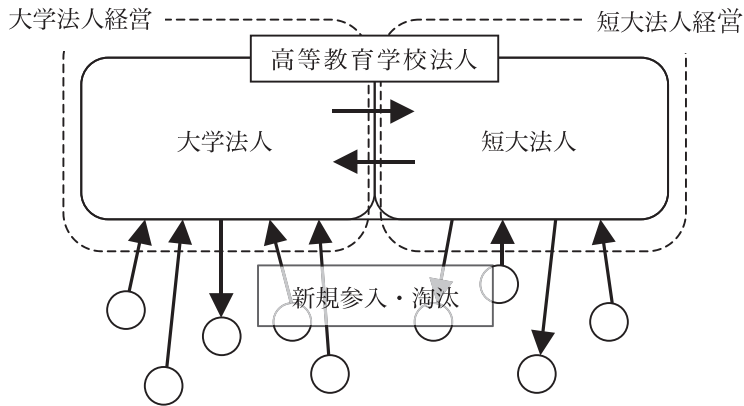 大学法人経営
短大法人経営
高等教育学校法人
大学法人
短大法人
新規参入・淘汰